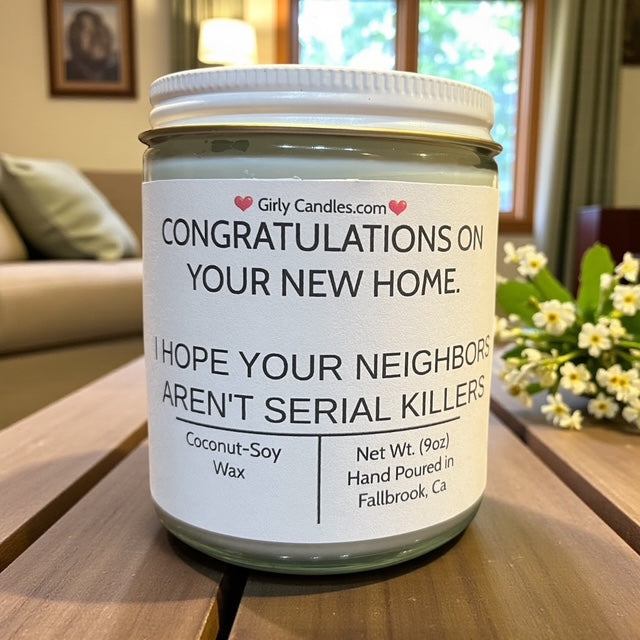 Girly Candles.com
CONGRATULATIONS ON
YOUR NEW HOME.
I HOPE YOUR NEIGHBORS
AREN'T SERIAL KILLERS
Coconut-Soy
Wax
Net Wt. (9oz)
Hand Poured in
Fallbrook, Ca